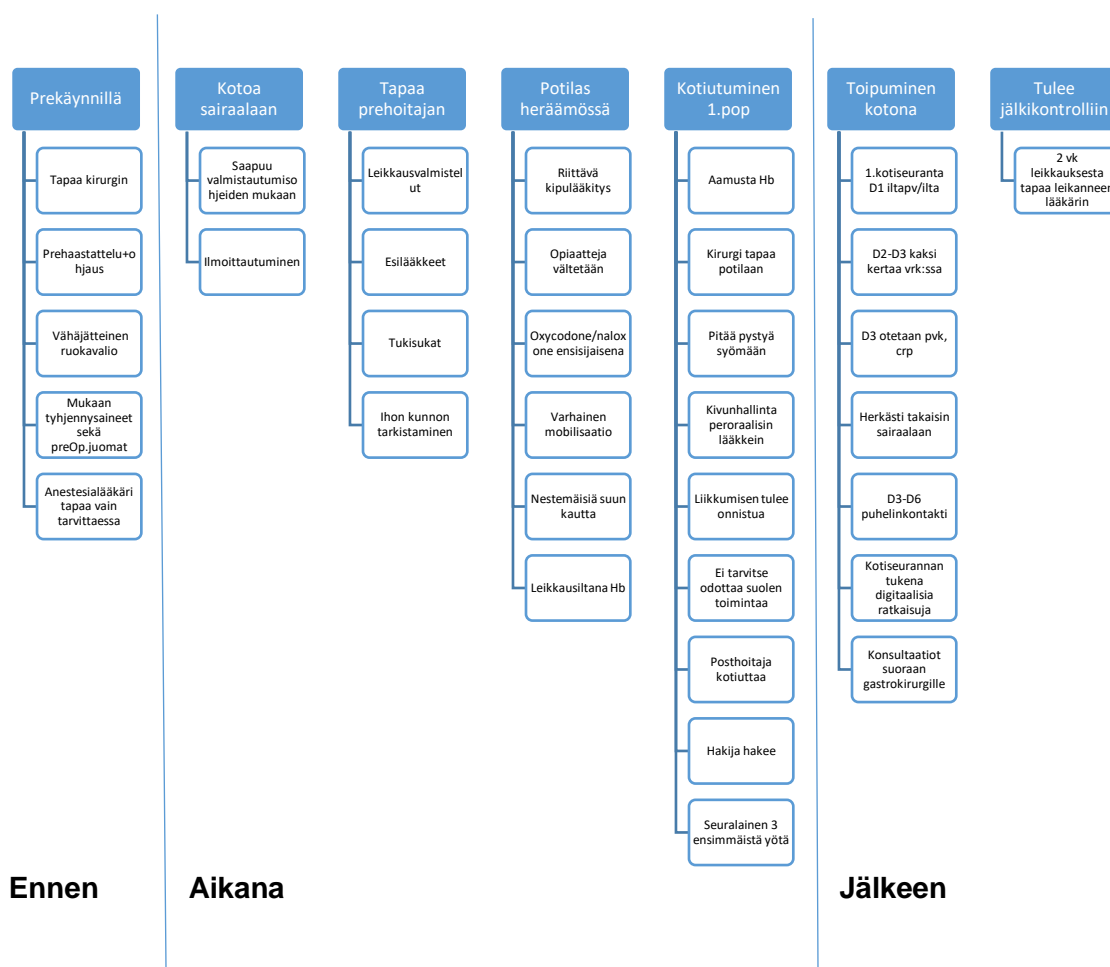 Prekäynnillä
Tapaa kirurgin
Prehaastattelu+o
hjaus
Vähäjätteinen
ruokavalio
Mukaan
tyhjennysaineet
sekä
preOp.juomat
Anestesialääkäri
tapaa vain
tarvittaessa
Kotoa
sairaalaan
Saapuu
valmistautumiso
hjeiden mukaan
Ilmoittautuminen
Tapaa
prehoitajan
Leikkausvalmistel
ut
Esilääkkeet
Tukisukat
Ihon kunnon
tarkistaminen
Potilas
heräämössä
Riittävä
kipulääkitys
Opiaatteja
vältetään
Oxycodone/nalox
one ensisijaisena
Varhainen
mobilisaatio
Nestemäisiä suun
kautta
Leikkausiltana Hb
Kotiutuminen
1.pop
Aamusta Hb
Kirurgi tapaa
potilaan
Pitää pystyä
syömään
Kivunhallinta
peroraalisin
lääkkein
Liikkumisen tulee
onnistua
Ei tarvitse
odottaa suolen
toimintaa
Posthoitaja
kotiuttaa
Hakija hakee
Seuralainen 3
ensimmäistä yötä
Toipuminen
kotona
1.kotiseuranta
D1 iltapv/ilta
D2-D3 kaksi
kertaa vrk:ssa
D3 otetaan pvk,
crp
Herkästi takaisin
sairaalaan
D3-D6
puhelinkontakti
Kotiseurannan
tukena
digitaalisia
ratkaisuja
Konsultaatiot
suoraan
gastrokirurgille
Tulee
jälkikontrolliin
2 vk
leikkauksesta
tapaa leikanneen
lääkärin
Ennen
Aikana
Jälkeen